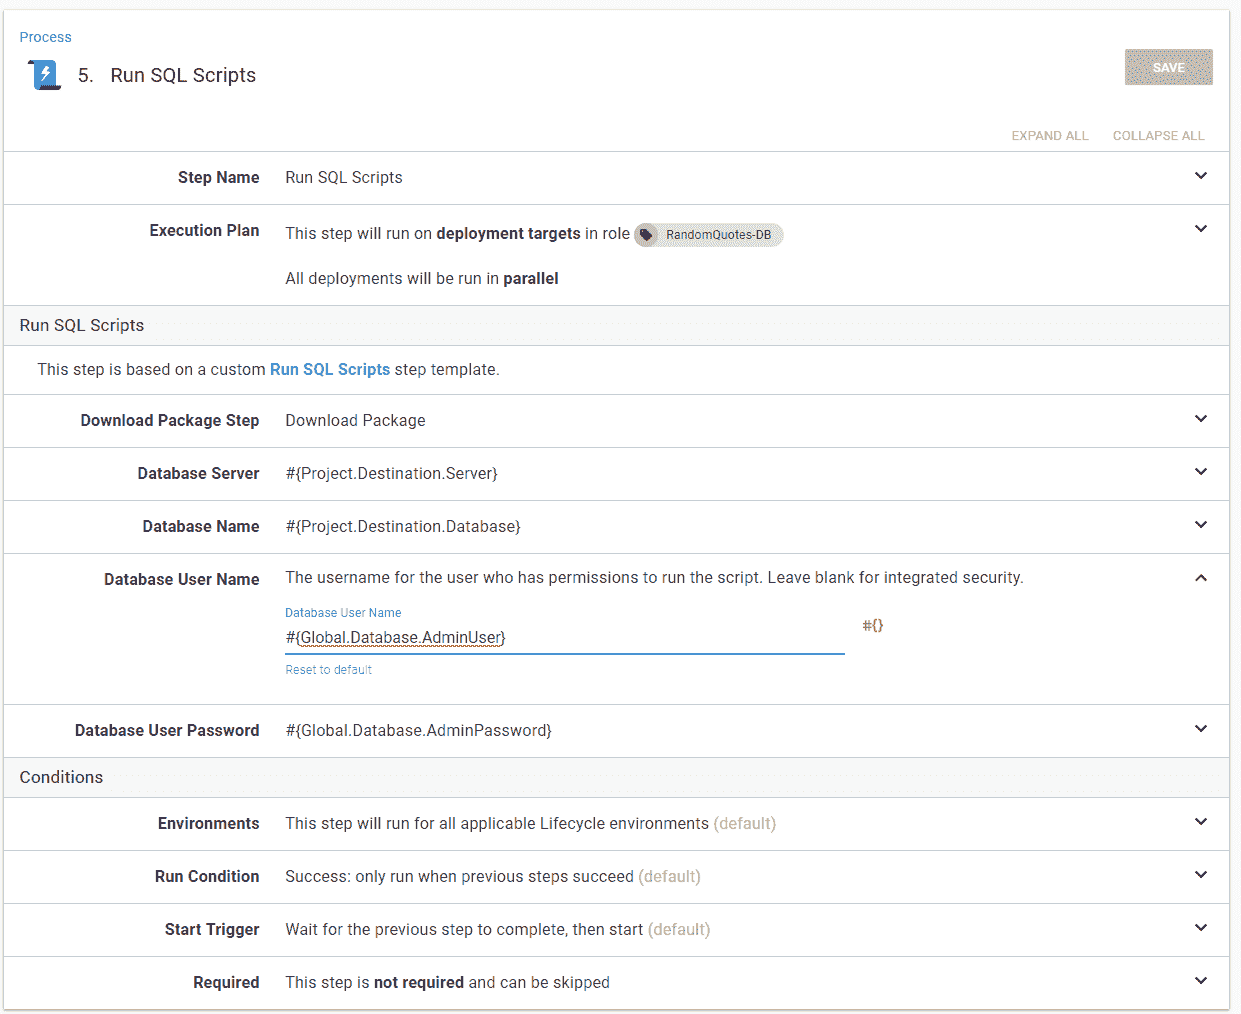 Process
5. Run SQL Scripts
SAVE
EXPAND ALL COLLAPSE ALL
Step Name Run SQL Scripts
Execution Plan This step will run on deployment targets in role RandomQuotes-DB
All deployments will be run in parallel
Run SQL Scripts
This step is based on a custom Run SQL Scripts step template.
Download Package Step Download Package
Database Server #{Project.Destination.Server}
Database Name #{Project.Destination.Database}
Database User Name The username for the user who has permissions to run the script. Leave blank for integrated security.
Database User Name
#{Global.Database.AdminUser} #{}
Reset to default
Database User Password #{Global.Database.AdminPassword}
Conditions
Environments This step will run for all applicable Lifecycle environments (default)
Run Condition Success: only run when previous steps succeed (default)
Start Trigger Wait for the previous step to complete, then start (default)
Required This step is not required and can be skipped